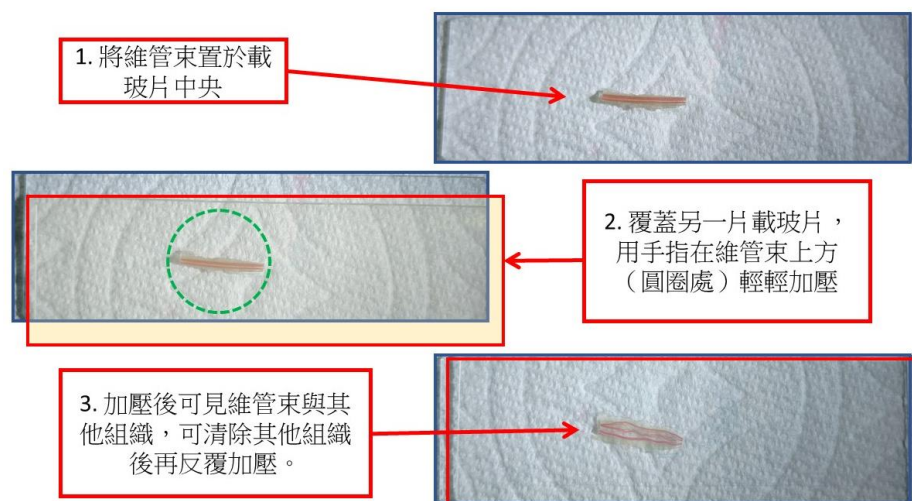 1. 將維管束置於載
玻片中央
2. 覆蓋另一片載玻片，
用手指在維管束上方
（圓圈處）輕輕加壓
3. 加壓後可見維管束與其
他組織，可清除其他組織
後再反覆加壓。